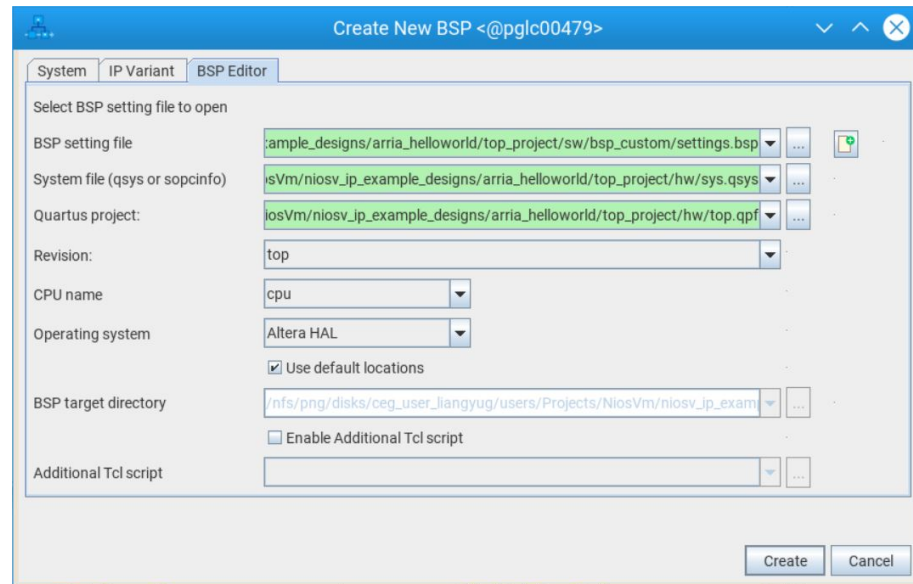 Create New BSP <@pglc00479>
System IP Variant BSP Editor
Select BSP setting file to open
BSP setting file :ample_designs/arria_helloworld/top_project/sw/bsp_custom/settings.bsp ...
System file (qsys or sopcinfo) osVm/niosv_ip_example_designs/arria_helloworld/top_project/hw/sys.qsys ...
Quartus project: iosVm/niosv_ip_example_designs/arria_helloworld/top_project/hw/top.qpf ...
Revision: top
CPU name cpu
Operating system Altera HAL
Use default locations
BSP target directory /nfs/png/disks/ceg_user_liangyug/users/Projects/NiosVm/niosv_ip_examp ...
Enable Additional Tcl script
Additional Tcl script ...
Create Cancel